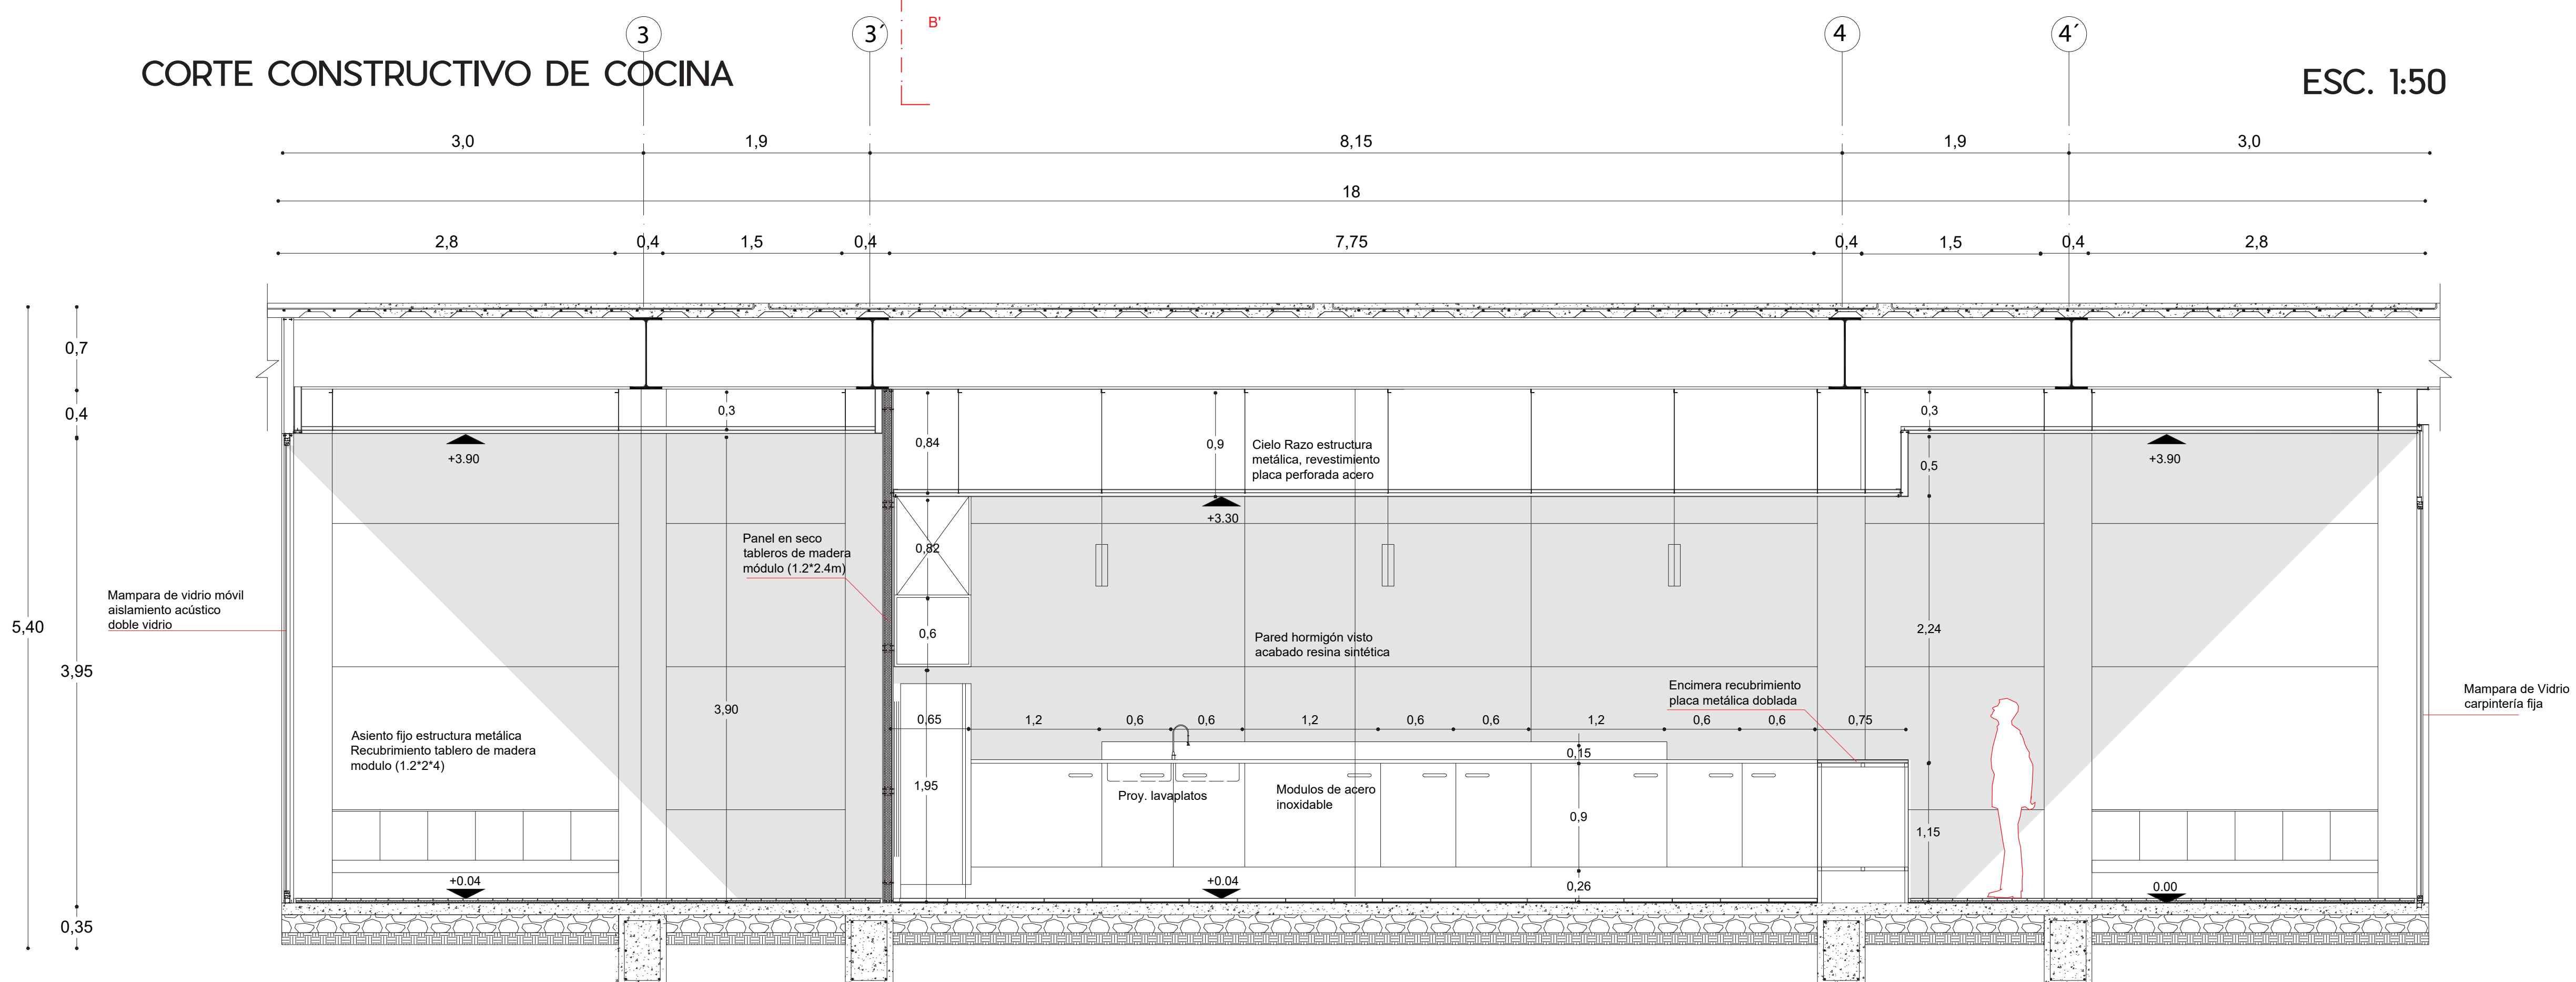 3
3´
B'
4
4´
CORTE CONSTRUCTIVO DE COCINA
ESC. 1:50
3,0
1,9
8,15
1,9
3,0
18
2,8
0,4
1,5
0,4
7,75
0,4
1,5
0,4
2,8
0,7
0,4
5,40
3,95
0,35
0,3
0,84
0,9
0,3
+3.90
Cielo Razo estructura
metálica, revestimiento
placa perforada acero
+3.90
0,5
+3.30
Panel en seco
tableros de madera
módulo (1.2*2.4m)
0,82
Mampara de vidrio móvil
aislamiento acústico
doble vidrio
0,6
Pared hormigón visto
acabado resina sintética
2,24
Encimera recubrimiento
placa metálica doblada
Mampara de Vidrio
carpintería fija
3,90
0,65
1,2
0,6
0,6
1,2
0,6
0,6
1,2
0,6
0,6
0,75
Asiento fijo estructura metálica
Recubrimiento tablero de madera
modulo (1.2*2*4)
0,15
1,95
Proy. lavaplatos
Modulos de acero
inoxidable
0,9
1,15
+0.04
+0.04
0,26
0.00